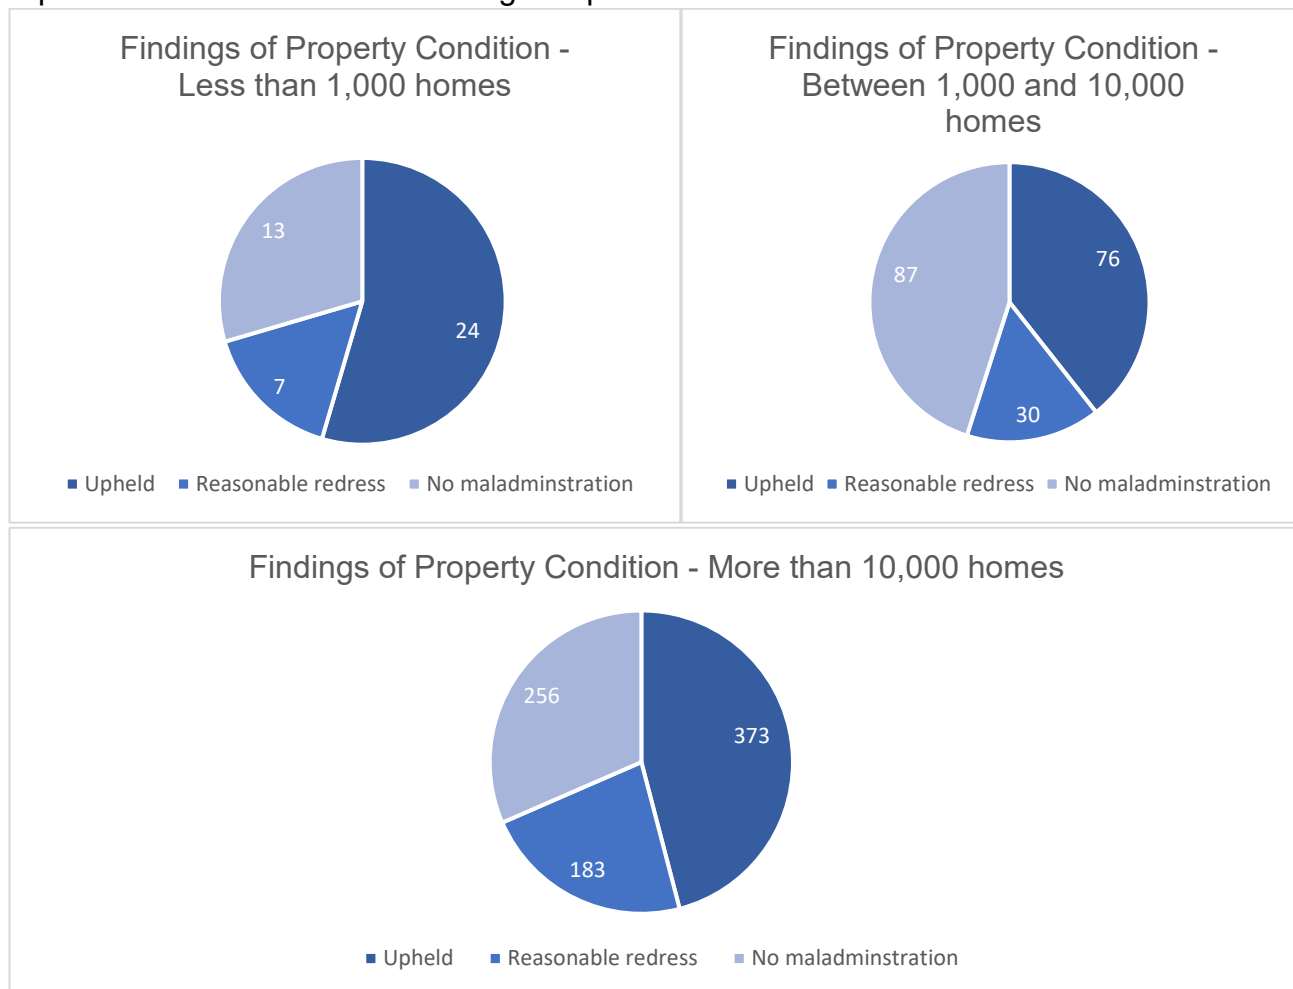 Findings of Property Condition -
Less than 1,000 homes
13
24
7
Upheld Reasonable redress No maladminstration
Findings of Property Condition -
Between 1,000 and 10,000
homes
87
76
30
Upheld Reasonable redress No maladminstration
Findings of Property Condition - More than 10,000 homes
256
373
183
Upheld Reasonable redress No maladminstration